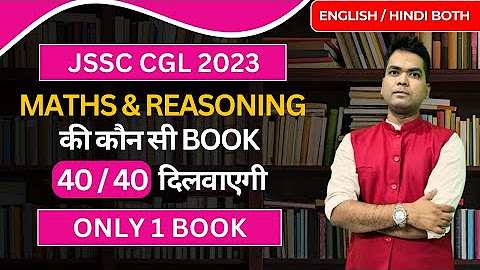 ENGLISH / HINDI BOTH
JSSC CGL 2023
MATHS & REASONING
की कौन सी BOOK
40 / 40 दिलवाएगी
ONLY 1 BOOK